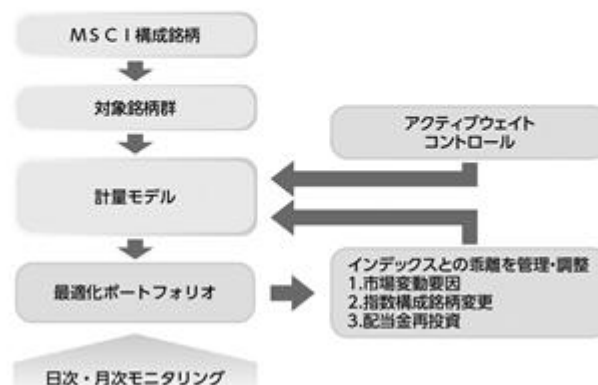 MSCI構成銘柄
対象銘柄群
計量モデル
最適化ポートフォリオ
日次・月次モニタリング
アクティブウェイト
コントロール
インデックスとの乖離を管理・調整
1.市場変動要因
2.指数構成銘柄変更
3.配当金再投資